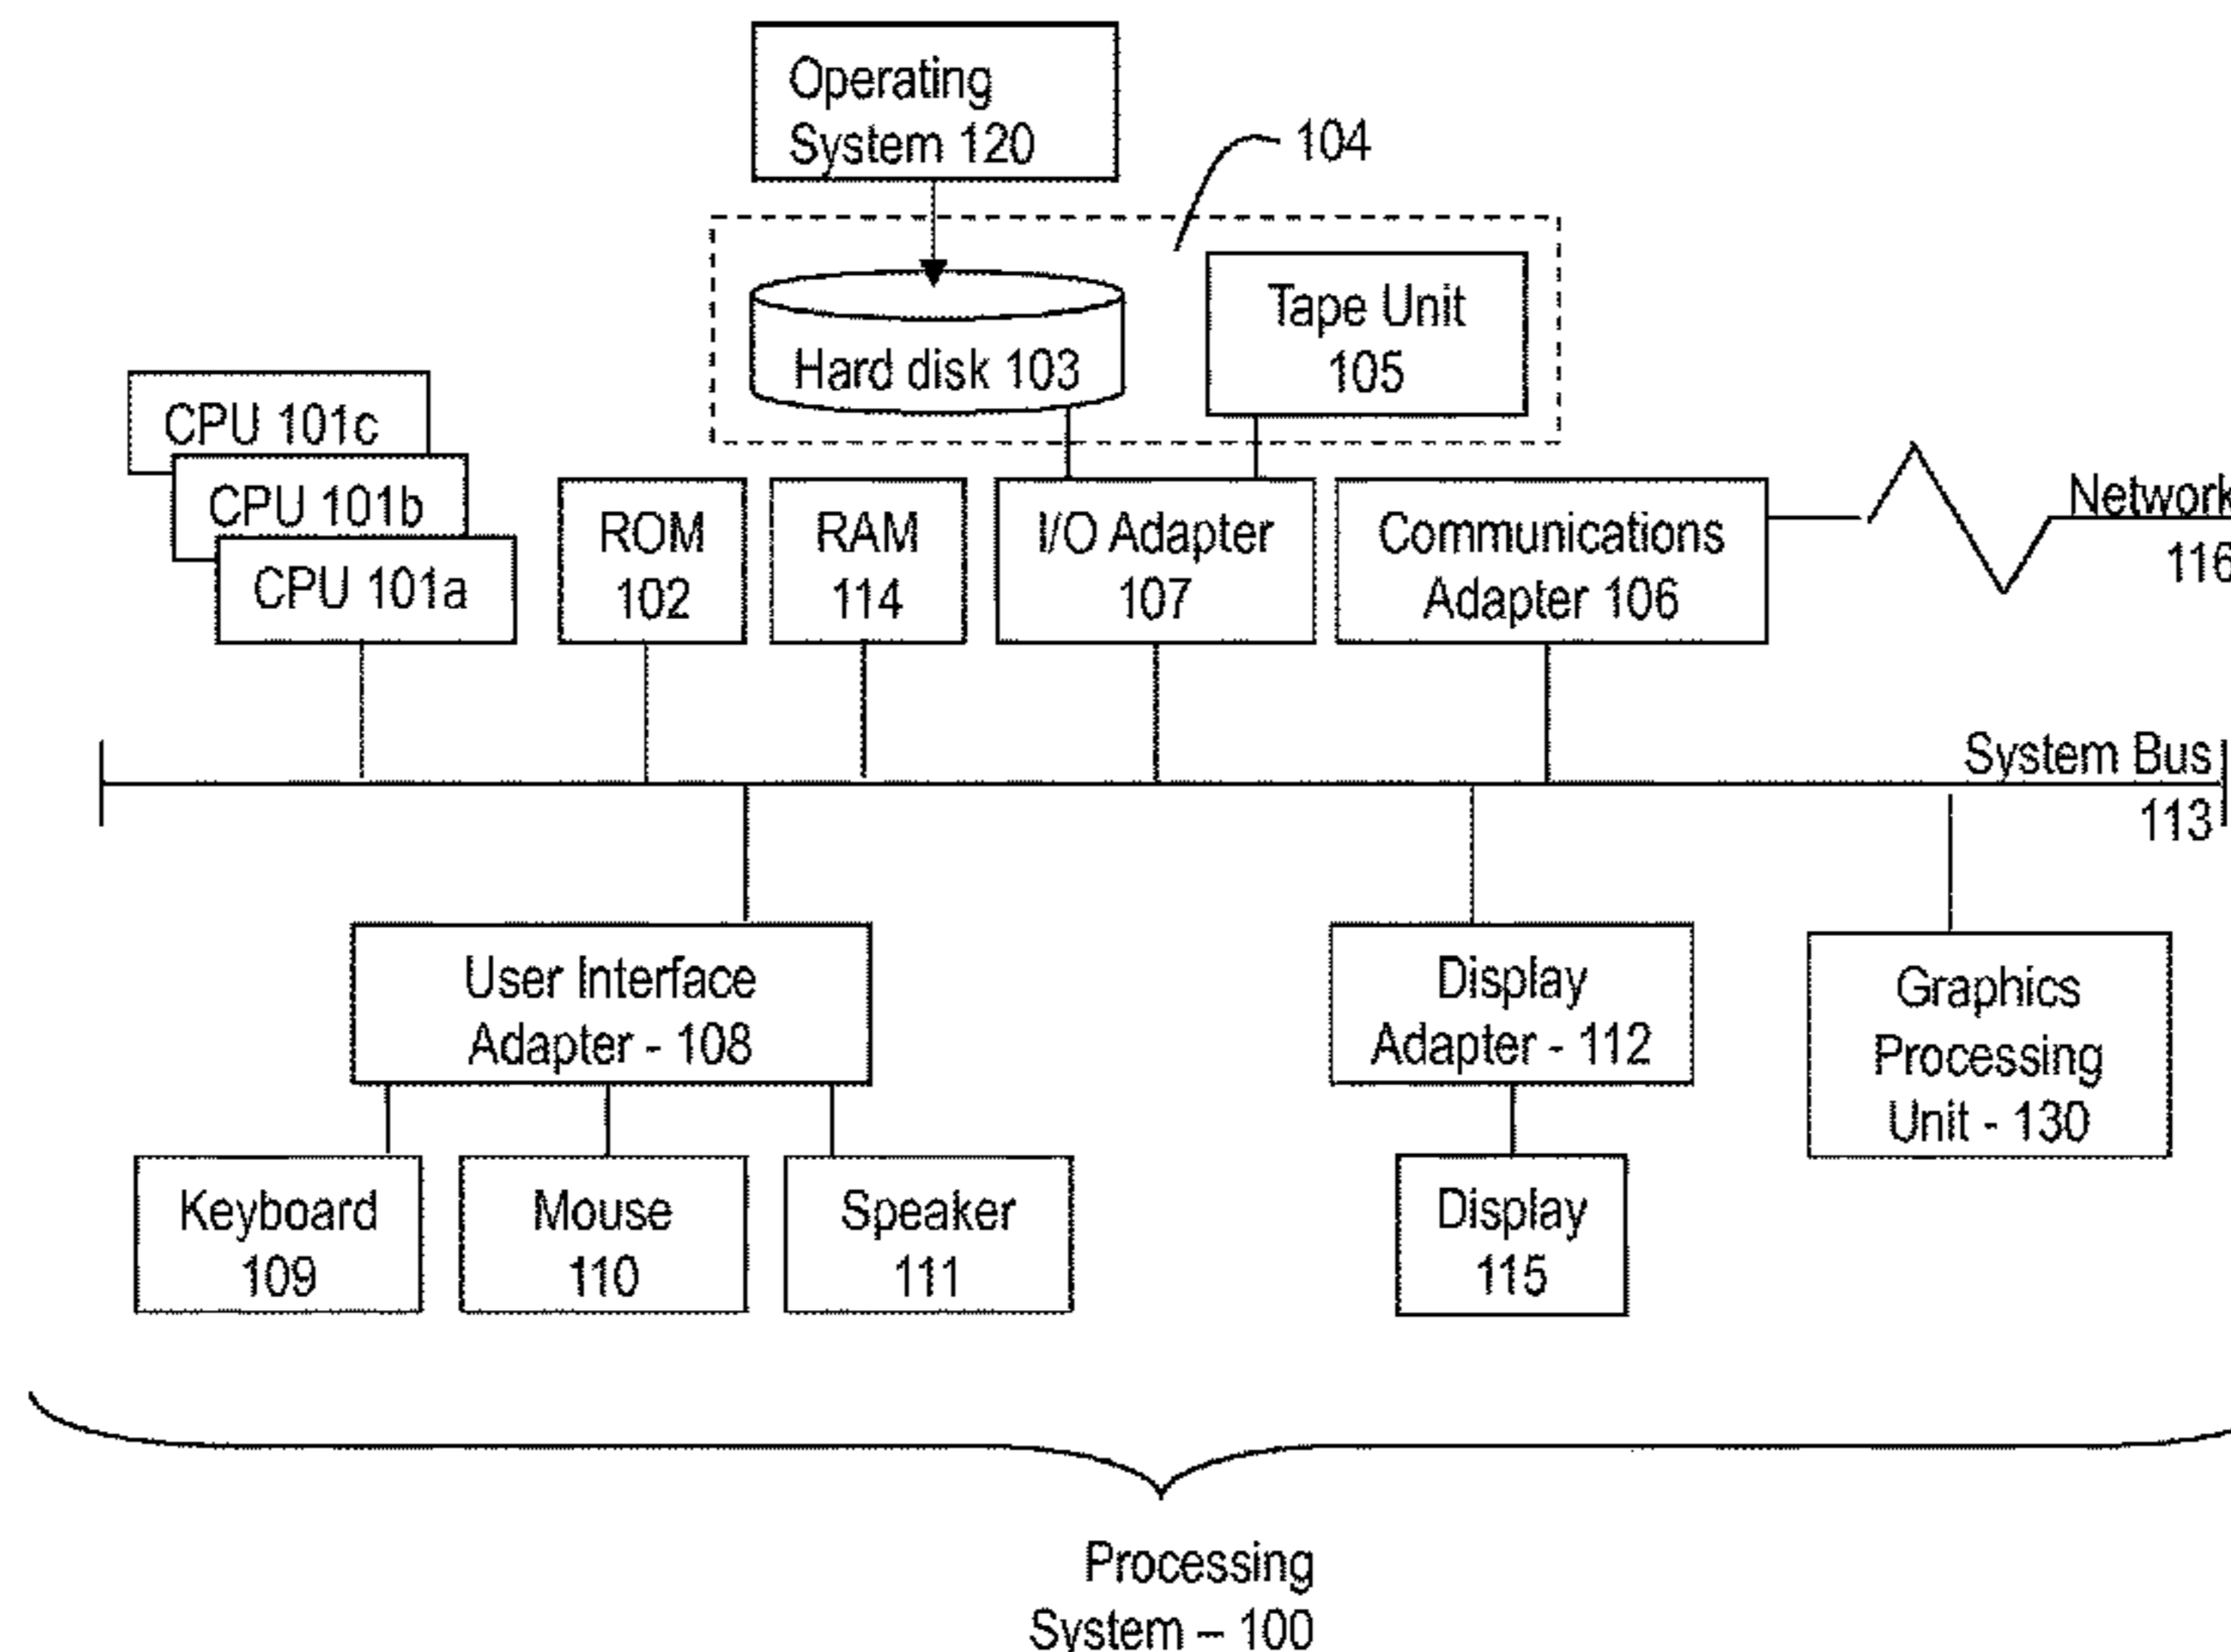 Operating
System 120
104
Hard disk 103
Tape Unit
105
CPU 101c
CPU 101b
CPU 101a
ROM
102
RAM
114
I/O Adapter
107
Communications
Adapter 106
Network
116
System Bus
113
User Interface
Adapter - 108
Display
Adapter - 112
Graphics
Processing
Unit - 130
Keyboard
109
Mouse
110
Speaker
111
Display
115
Processing
System – 100